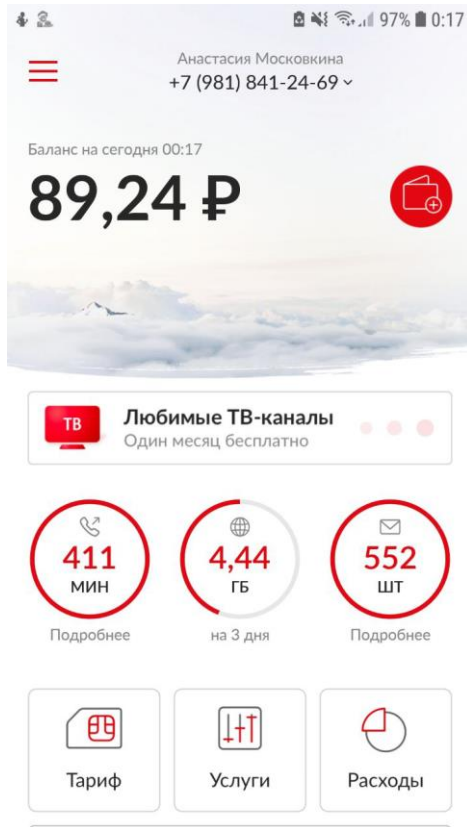 97% 0:17
Анастасия Московкина
+7 (981) 841-24-69
Баланс на сегодня 00:17
89,24 ₽
ТВ
Любимые ТВ-каналы
Один месяц бесплатно
411 4,44 552
МИН ГБ ШТ
Подробнее на 3 дня Подробнее
Тариф Услуги Расходы